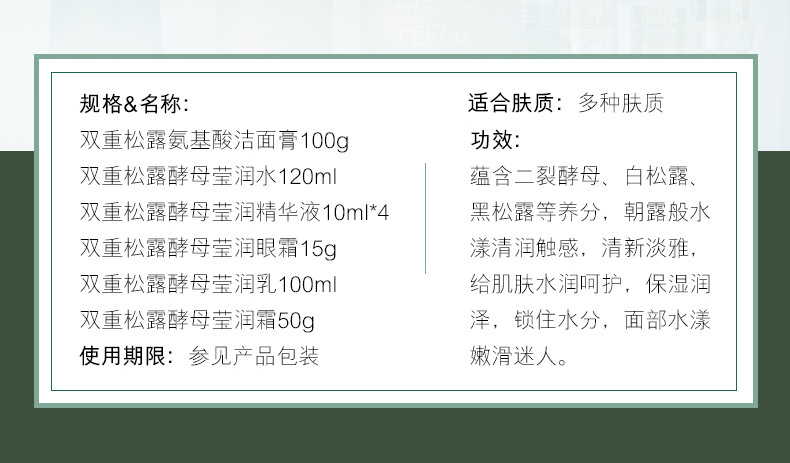 规格&名称：
双重松露氨基酸洁面膏100g
双重松露酵母莹润水120ml
双重松露酵母莹润精华液10ml*4
双重松露酵母莹润眼霜15g
双重松露酵母莹润乳100ml
双重松露酵母莹润霜50g
使用期限：参见产品包装
适合肤质：多种肤质
功效：
蕴含二裂酵母、白松露、
黑松露等养分，朝露般水
漾清润触感，清新淡雅，
给肌肤水润呵护，保湿润
泽，锁住水分，面部水漾
嫩滑迷人。